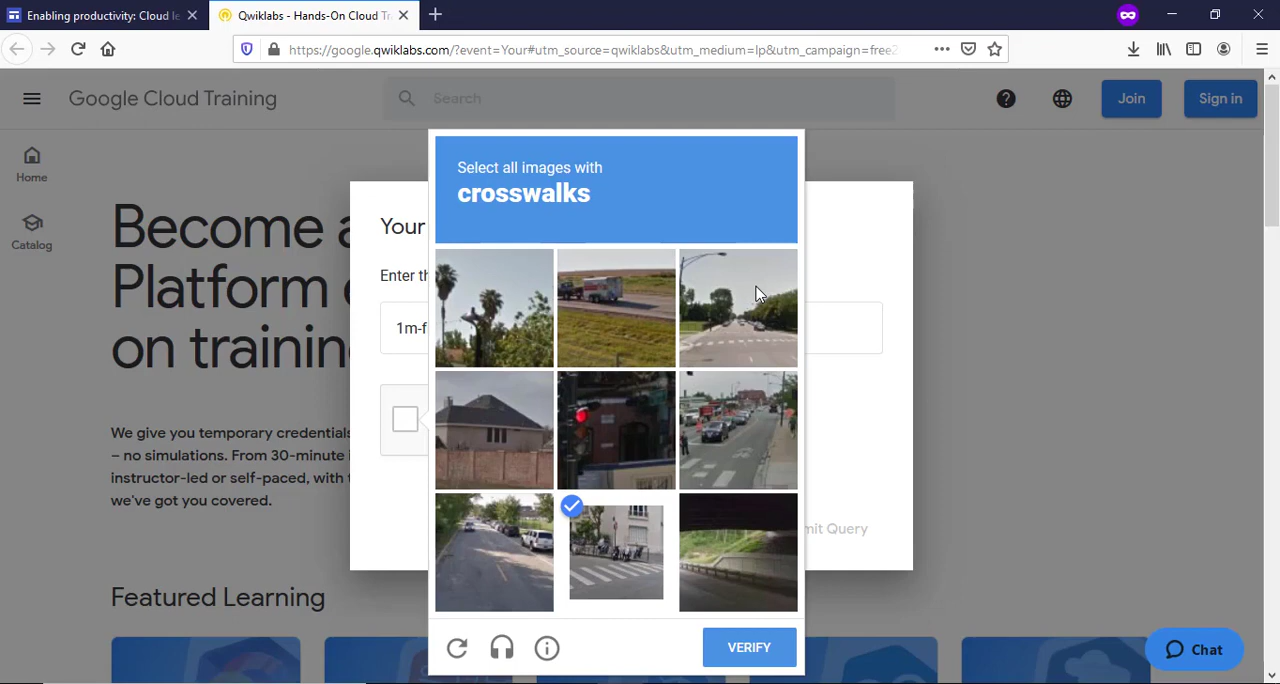 Enabling productivity: Cloud le
Qwiklabs - Hands-On Cloud Tr
https://google.qwiklabs.com/?event=Your#utm_source=qwiklabs&utm_medium=lp&utm_campaign=free2
Google Cloud Training
Search
Join
Sign in
Home
Catalog
Become a
Platform
on trainin
We give you temporary credentials
– no simulations. From 30-minute i
instructor-led or self-paced, with t
we've got you covered.
Your
Enter th
1m-f
Select all images with
crosswalks
VERIFY
mit Query
Featured Learning
Chat